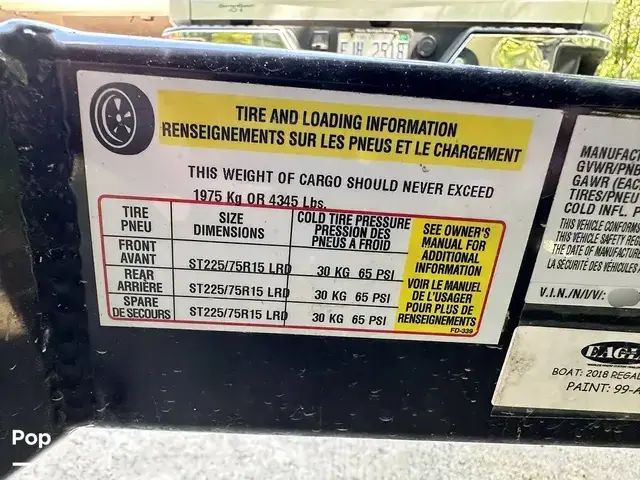 TIRE AND LOADING INFORMATION
RENSEIGNEMENTS SUR LES PNEUS ET LE CHARGEMENT
THIS WEIGHT OF CARGO SHOULD NEVER EXCEED
1975 Kg OR 4345 Lbs.
TIRE
PNEU
SIZE
DIMENSIONS
COLD TIRE PRESSURE
PRESSION DES
PNEUS A FROID
SEE OWNER'S
MANUAL FOR
ADDITIONAL
INFORMATION
VOIR LE MANUEL
DE L'USAGER
POUR PLUS DE
RENSEIGNEMENTS
FRONT
AVANT
ST225/75R15 LRD
30 KG 65 PSI
REAR
ARRIÈRE
ST225/75R15 LRD
30 KG 65 PSI
SPARE
DE SECOURS
ST225/75R15 LRD
30 KG 65 PSI
FD-339
MANUFAC
GVWR/PNB
GAWR (EAC
TIRES/PNEU
COLD INFL. P
THIS VEHICLE CONFORMS
THIS VEHICLE SAFETY REG
THE DATE OF MANUFACTUR
LA SÉCURITÉ DES VÉHICULES
V.I.N./N/I/V:
EAGL
BOAT: 2018 REGAL
PAINT: 99-A
Pop